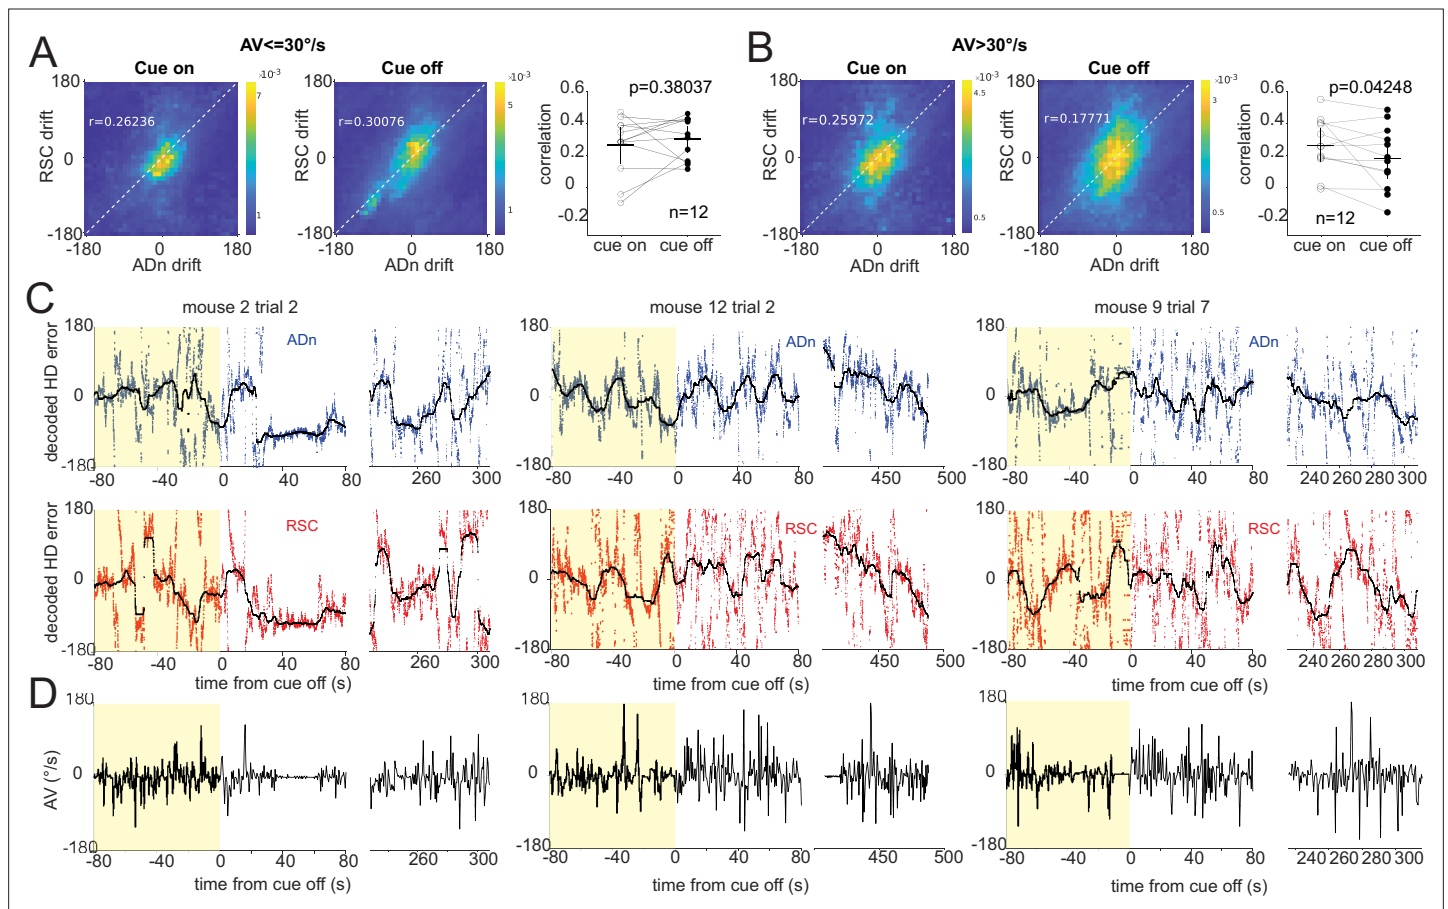 A
AV<=30°/s
Cue on
Cue off
RSC drift
180
0
-180
r=0.26236
-180
0
180
ADn drift
×10⁻³
7
1
180
0
-180
r=0.30076
-180
0
180
ADn drift
×10⁻³
5
1
correlation
0.6
0.4
0.2
0
-0.2
p=0.38037
n=12
cue on
cue off
B
AV>30°/s
Cue on
Cue off
RSC drift
180
0
-180
r=0.25972
-180
0
180
ADn drift
×10⁻³
4.5
0.5
180
0
-180
r=0.17771
-180
0
180
ADn drift
×10⁻³
3
0.5
correlation
0.6
0.4
0.2
0
-0.2
p=0.04248
n=12
cue on
cue off
C
mouse 2 trial 2
mouse 12 trial 2
mouse 9 trial 7
decoded HD error
180
0
-180
ADn
-80 -40 0 40 80 260 300
180
0
-180
ADn
-80 -40 0 40 80 450 500
180
0
-180
ADn
-80 -40 0 40 80 240 260 280 300
decoded HD error
180
0
-180
RSC
-80 -40 0 40 80 260 300
time from cue off (s)
180
0
-180
RSC
-80 -40 0 40 80 450 500
time from cue off (s)
180
0
-180
RSC
-80 -40 0 40 80 240 260 280 300
time from cue off (s)
D
AV (°/s)
180
0
-180
-80 -40 0 40 80 260 300
time from cue off (s)
180
0
-180
-80 -40 0 40 80 450 500
time from cue off (s)
180
0
-180
-80 -40 0 40 80 240 260 280 300
time from cue off (s)